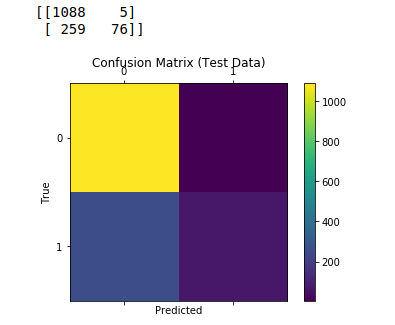 [[1088    5]
 [ 259   76]]
Confusion Matrix (Test Data)
0 1
1000
800
0
True
600
400
1
200
Predicted